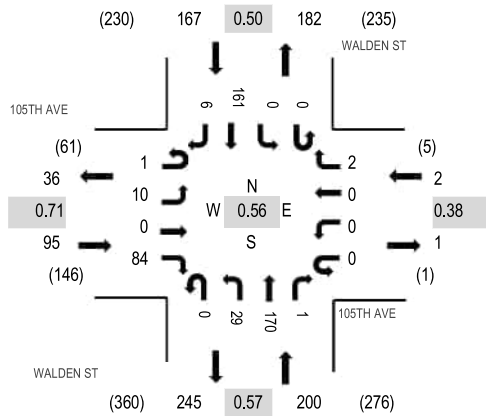 (230) 167 0.50 182 (235)
WALDEN ST
105TH AVE
6 161 0 0
(61) 1 2 (5)
36 10 N 0 2
0.71 W 0.56 E 0.38
95 0 S 0 1
(146) 84 0 (1)
0 29 170 1
105TH AVE
WALDEN ST
(360) 245 0.57 200 (276)